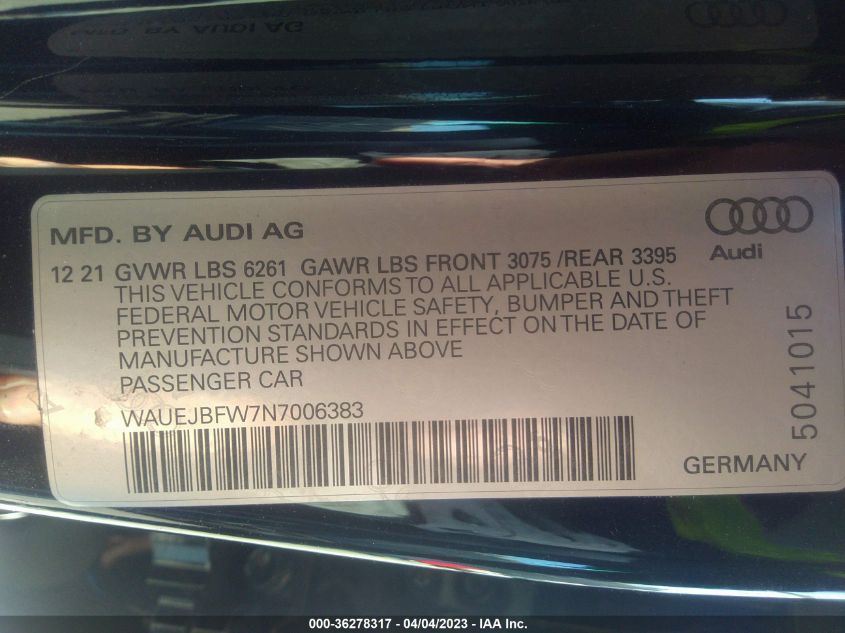 MFD. BY AUDI AG
Audi
12 21 GVWR LBS 6261 GAWR LBS FRONT 3075 /REAR 3395
THIS VEHICLE CONFORMS TO ALL APPLICABLE U.S.
FEDERAL MOTOR VEHICLE SAFETY, BUMPER AND THEFT
PREVENTION STANDARDS IN EFFECT ON THE DATE OF
MANUFACTURE SHOWN ABOVE
PASSENGER CAR
WAUEJBFW7N7006383
5041015
GERMANY
000-36278317 - 04/04/2023 - IAA Inc.